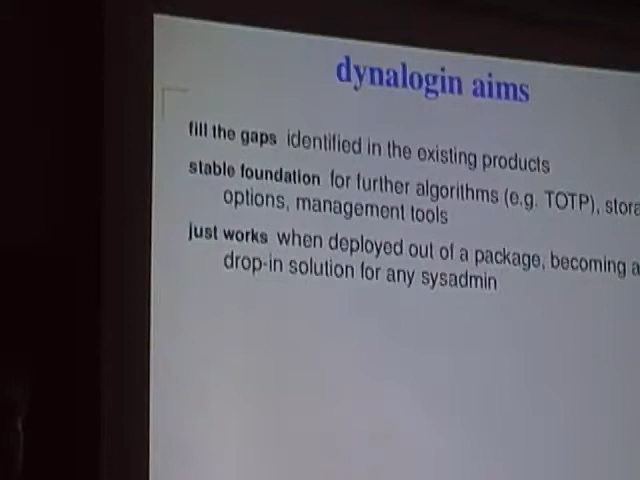 dynalogin aims
fill the gaps identified in the existing products
stable foundation for further algorithms (e.g. TOTP),
options, management tools
just works when deployed out of a package, becoming a
drop-in solution for any sysadmin